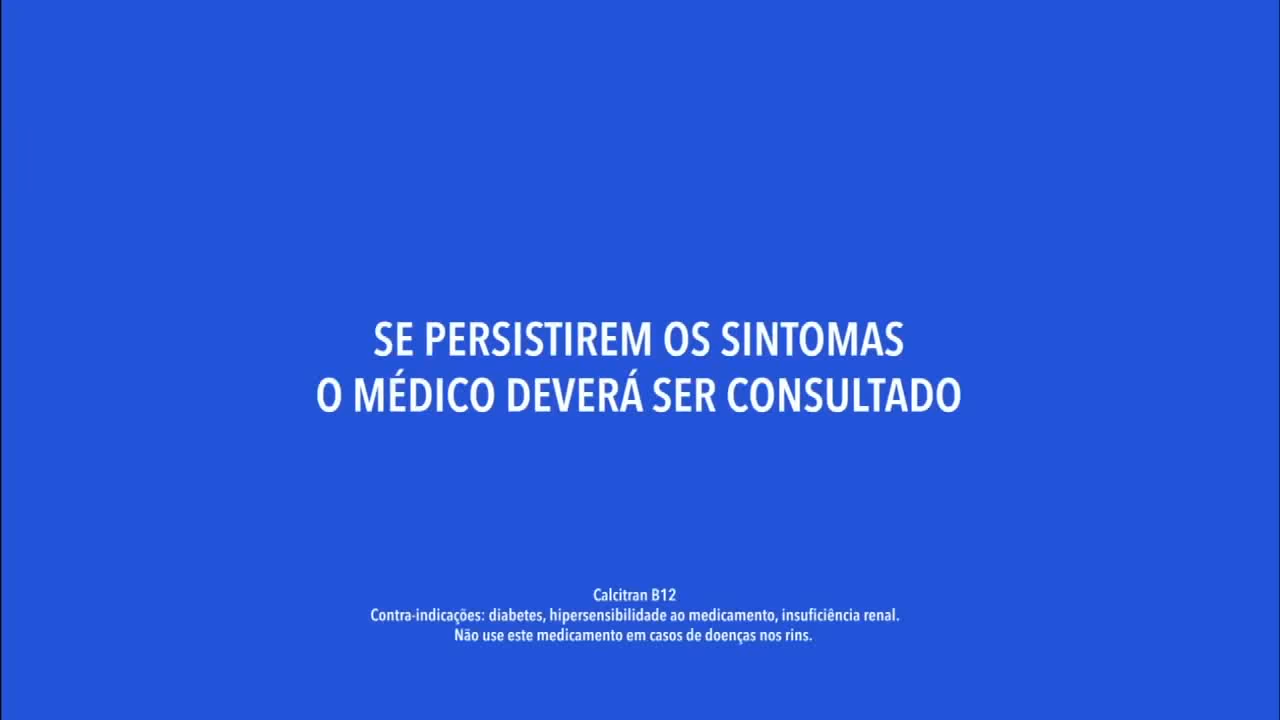 SE PERSISTIREM OS SINTOMAS
O MÉDICO DEVERÁ SER CONSULTADO
Calcitran B12
Contra-indicações: diabetes, hipersensibilidade ao medicamento, insuficiência renal.
Não use este medicamento em casos de doenças nos rins.